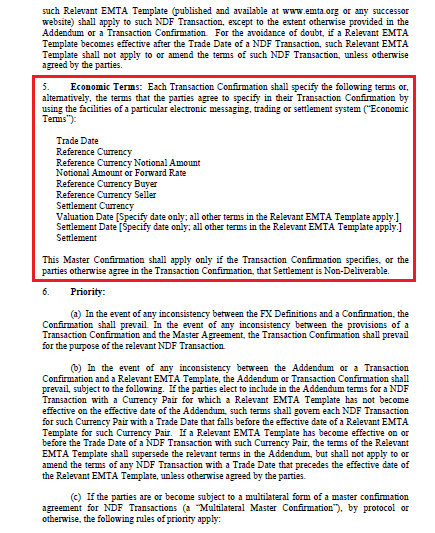 such Relevant EMTA Template (published and available at www.emta.org or any successor
website) shall apply to such NDF Transaction, except to the extent otherwise provided in the
Addendum or a Transaction Confirmation. For the avoidance of doubt, if a Relevant EMTA
Template becomes effective after the Trade Date of a NDF Transaction, such Relevant EMTA
Template shall not apply to or amend the terms of such NDF Transaction, unless otherwise
agreed by the parties.
5. Economic Terms: Each Transaction Confirmation shall specify the following terms or,
alternatively, the terms that the parties agree to specify in their Transaction Confirmation by
using the facilities of a particular electronic messaging, trading or settlement system ("Economic
Terms"):
Trade Date
Reference Currency
Reference Currency Notional Amount
Notional Amount or Forward Rate
Reference Currency Buyer
Reference Currency Seller
Settlement Currency
Valuation Date [Specify date only; all other terms in the Relevant EMTA Template apply.]
Settlement Date [Specify date only; all other terms in the Relevant EMTA Template apply.]
Settlement
This Master Confirmation shall apply only if the Transaction Confirmation specifies, or the
parties otherwise agree in the Transaction Confirmation, that Settlement is Non-Deliverable.
6. Priority:
(a) In the event of any inconsistency between the FX Definitions and a Confirmation, the
Confirmation shall prevail. In the event of any inconsistency between the provisions of a
Transaction Confirmation and the Master Agreement, the Transaction Confirmation shall prevail
for the purpose of the relevant NDF Transaction.
(b) In the event of any inconsistency between the Addendum or a Transaction
Confirmation and a Relevant EMTA Template, the Addendum or Transaction Confirmation shall
prevail, subject to the following. If the parties elect to include in the Addendum terms for a NDF
Transaction with a Currency Pair for which a Relevant EMTA Template has not become
effective on the effective date of the Addendum, such terms shall govern each NDF Transaction
for such Currency Pair with a Trade Date that falls before the effective date of a Relevant EMTA
Template for such Currency Pair. If a Relevant EMTA Template has become effective on or
before the Trade Date of a NDF Transaction with such Currency Pair, the terms of the Relevant
EMTA Template shall supersede the relevant terms in the Addendum, but shall not apply to or
amend the terms of any NDF Transaction with a Trade Date that precedes the effective date of
the Relevant EMTA Template, unless otherwise agreed by the parties.
(c) If the parties are or become subject to a multilateral form of a master confirmation
agreement for NDF Transactions (a "Multilateral Master Confirmation"), by protocol or
otherwise, the following rules of priority apply: